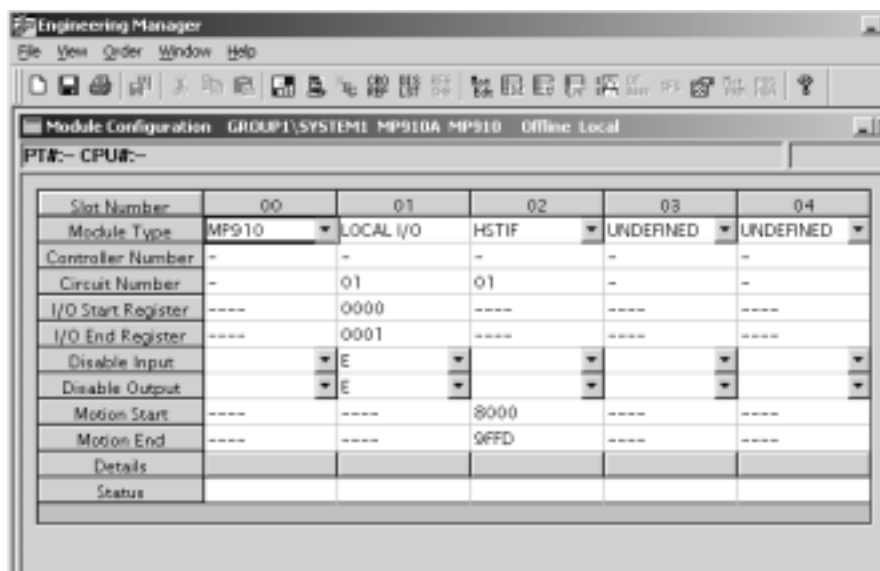 Engineering Manager
File View Order Window Help
Module Configuration GROUP1\SYSTEM1 MP910A MP910 Offline Local
PT#:-- CPU#:--
Slot Number 00 01 02 03 04
Module Type MP910 LOCAL I/O HSTIF UNDEFINED UNDEFINED
Controller Number - - - - -
Circuit Number - 01 01 - -
I/O Start Register ---- 0000 ---- ---- ----
I/O End Register ---- 0001 ---- ---- ----
Disable Input E
Disable Output E
Motion Start ---- ---- 8000 ---- ----
Motion End ---- ---- 9FFD ---- ----
Details
Status